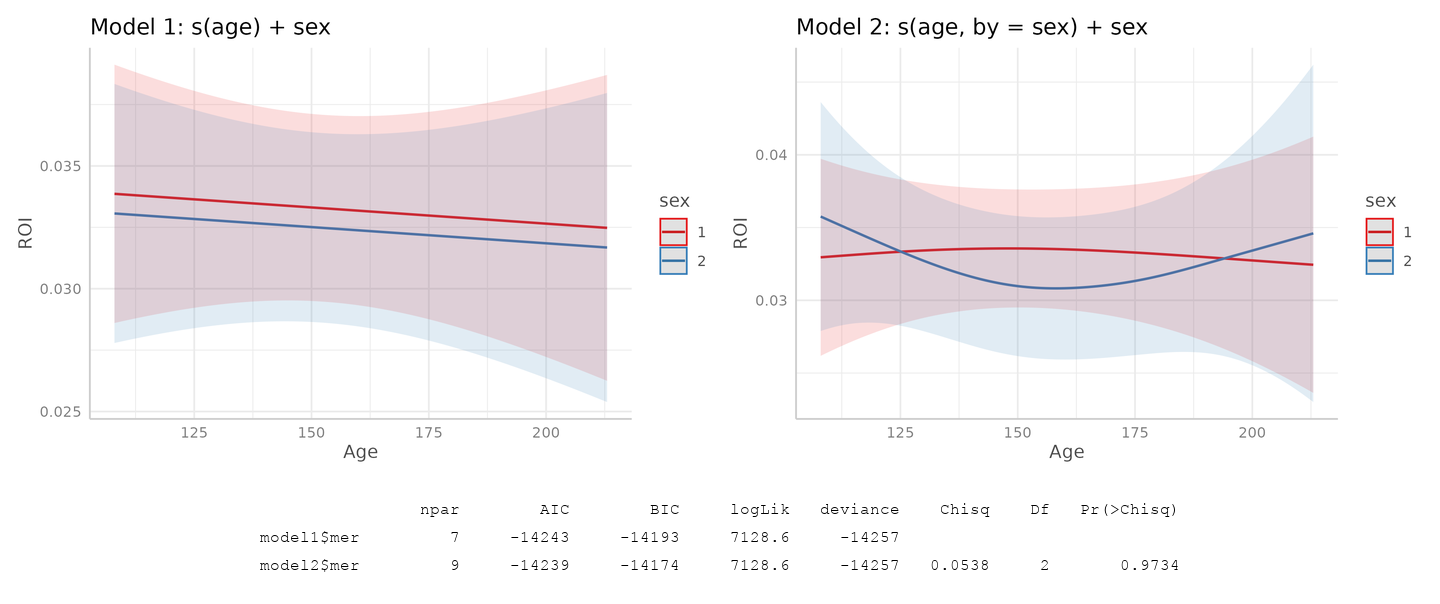 Model 1: s(age) + sex
0.035
0.030
0.025
ROI
125 150 175 200
Age
sex
1
2
Model 2: s(age, by = sex) + sex
0.04
0.03
ROI
125 150 175 200
Age
sex
1
2
npar AIC BIC logLik deviance Chisq Df Pr(>Chisq)
model1$mer 7 -14243 -14193 7128.6 -14257
model2$mer 9 -14239 -14174 7128.6 -14257 0.0538 2 0.9734